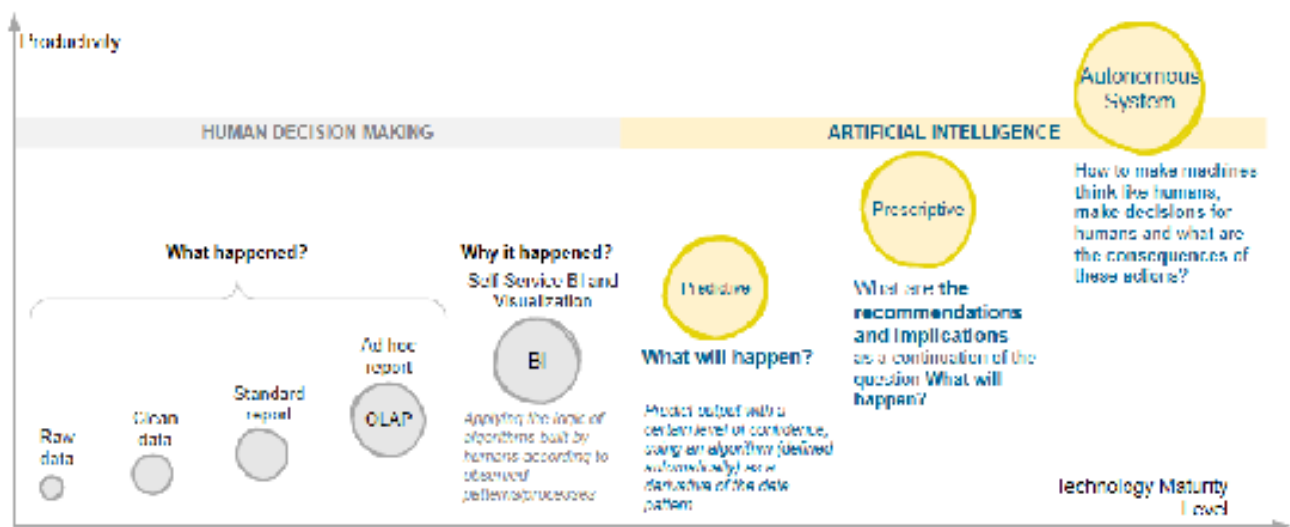 Productivity
Autonomous
System
HUMAN DECISION MAKING
ARTIFICIAL INTELLIGENCE
How to make machines
think like humans,
make decisions for
humans and what are
the consequences of
these actions?
Prescriptive
What are the
recommendations
and implications
as a continuation of the
question What will
happen?
What happened?
Why it happened?
Self Service BI and
Visualization
BI
Applying the logic of
algorithms built by
humans according to
observed
patterns/processes
Predictive
What will happen?
Predict output with a
certain level of confidence,
using an algorithm (defined
automatically) as a
derivative of the data
pattern
Ad hoc
report
OLAP
Standard
report
Clean
data
Raw
data
Technology Maturity
Level